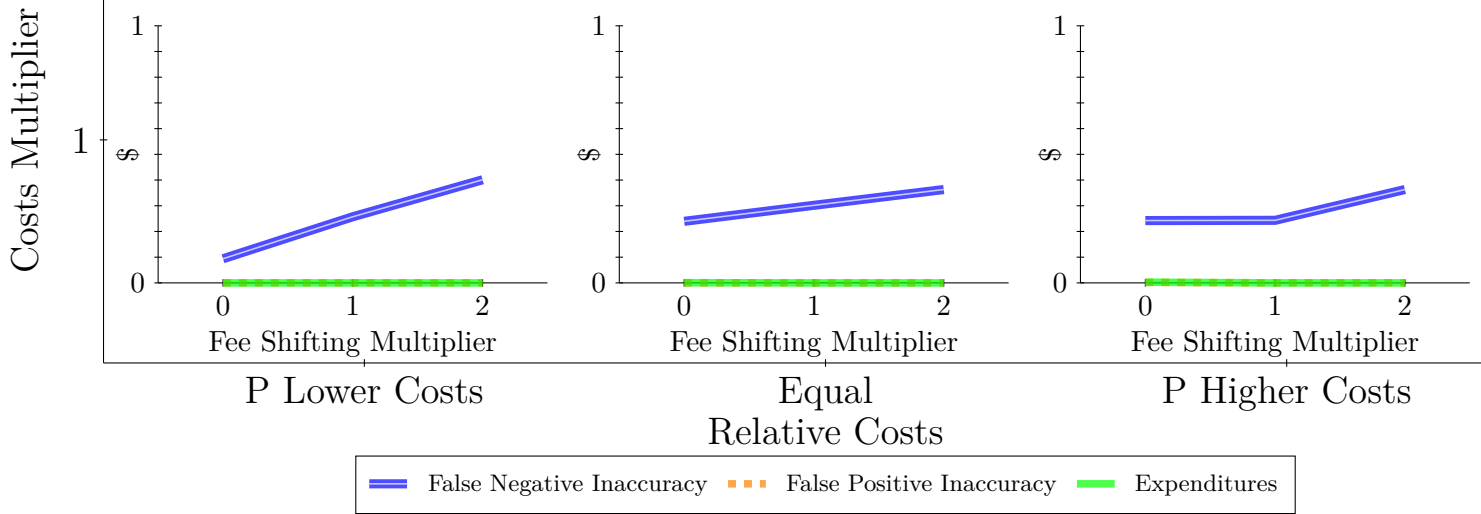 Costs Multiplier
1
1
$
0
0 1 2
Fee Shifting Multiplier
1
$
0
0 1 2
Fee Shifting Multiplier
1
$
0
0 1 2
Fee Shifting Multiplier
P Lower Costs
Equal
P Higher Costs
Relative Costs
False Negative Inaccuracy
False Positive Inaccuracy
Expenditures